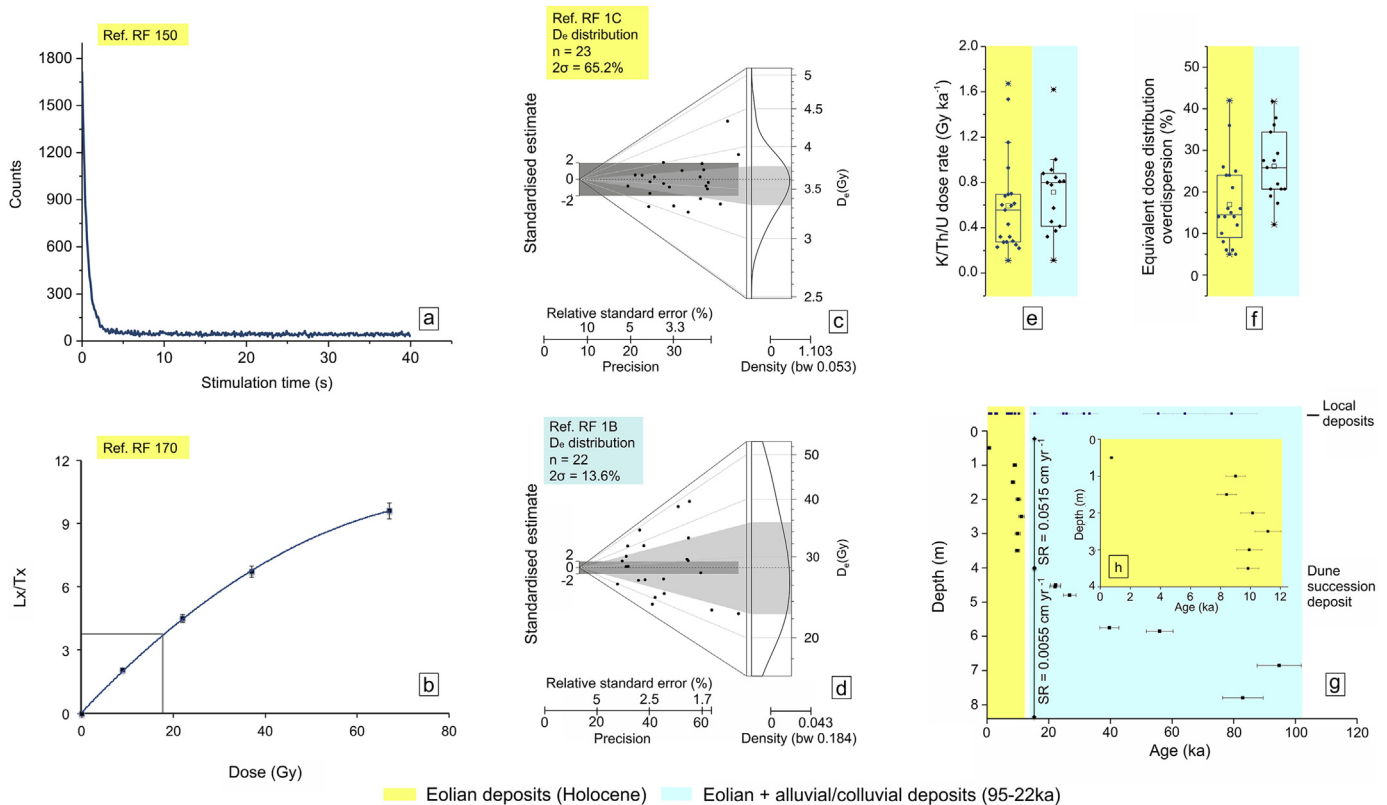 Ref. RF 150
1800
1500
1200
900
600
300
0
Counts
0 5 10 20 30 40
Stimulation time (s)
a
Ref. RF 170
12
9
6
3
0
Lx/Tx
0 20 40 60 80
Dose (Gy)
b
Ref. RF 1C
De distribution
n = 23
2σ = 65.2%
Standardised estimate
2
0
-2
5
4.5
4
3.5
3
2.5
De(Gy)
Relative standard error (%)
10 5 3.3
0 10 20 30
Precision
c
0 1.103
Density (bw 0.053)
Ref. RF 1B
De distribution
n = 22
2σ = 13.6%
Standardised estimate
2
0
-2
50
40
30
20
De(Gy)
Relative standard error (%)
5 2.5 1.7
0 20 40 60
Precision
d
0 0.043
Density (bw 0.184)
2.0
1.6
1.2
0.8
0.4
0.0
K/Th/U dose rate (Gy ka-1)
e
50
40
30
20
10
0
Equivalent dose distribution
overdispersion (%)
f
Local
deposits
0
1
2
3
4
5
6
7
8
Depth (m)
SR = 0.0515 cm yr -1
SR = 0.0055 cm yr-1
0
1
2
3
4
Depth (m)
h
0 2 4 6 8 10 12
Age (ka)
Dune
succession
deposit
g
0 20 40 60 80 100 120
Age (ka)
Eolian deposits (Holocene)
Eolian + alluvial/colluvial deposits (95-22ka)